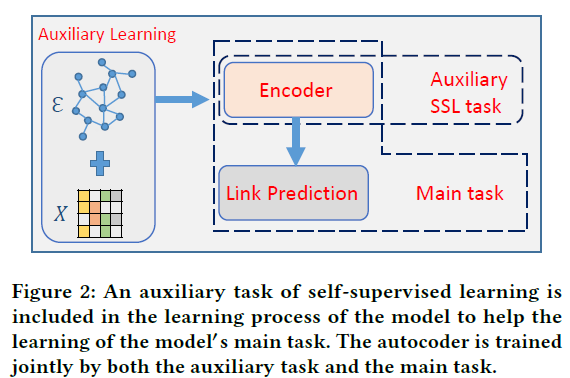 Auxiliary Learning
ℰ
X
Encoder
Auxiliary
SSL task
Link Prediction
Main task
Figure 2: An auxiliary task of self-supervised learning is
included in the learning process of the model to help the
learning of the model′s main task. The autocoder is trained
jointly by both the auxiliary task and the main task.